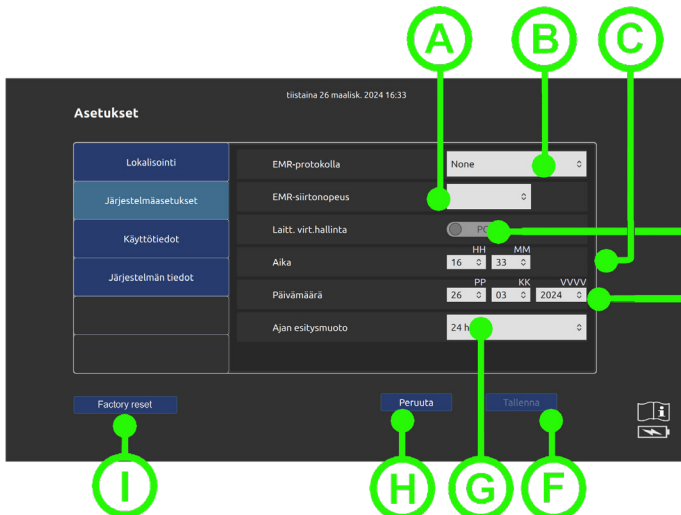 A B C
tiistaina 26 maalisk. 2024 16:33
Asetukset
Lokalisointi
Järjestelmäasetukset
Käyttötiedot
Järjestelmän tiedot
EMR-protokolla None
EMR-siirtonopeus
Laitt. virt.hallinta
HH MM
Aika 16 33
PP KK VVVV
Päivämäärä 26 03 2024
Ajan esitysmuoto 24 h
Factory reset Peruuta Tallenna
I H G F